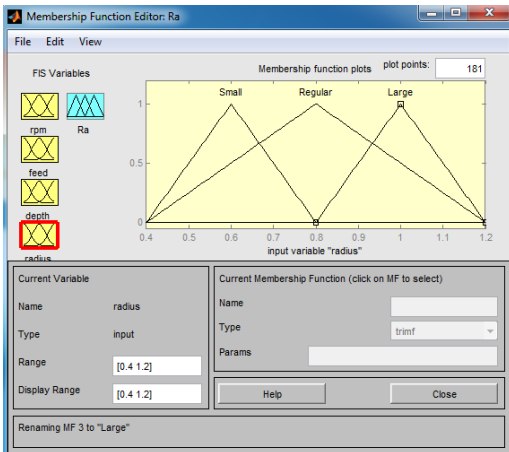 Membership Function Editor: Ra
File Edit View
FIS Variables
Membership function plots
plot points:
181
rpm
Ra
feed
depth
radius
Small
Regular
Large
1
0.5
0
0.4 0.5 0.6 0.7 0.8 0.9 1 1.1 1.2
input variable "radius"
Current Variable
Name radius
Type input
Range [0.4 1.2]
Display Range [0.4 1.2]
Current Membership Function (click on MF to select)
Name
Type trimf
Params
Help
Close
Renaming MF 3 to "Large"